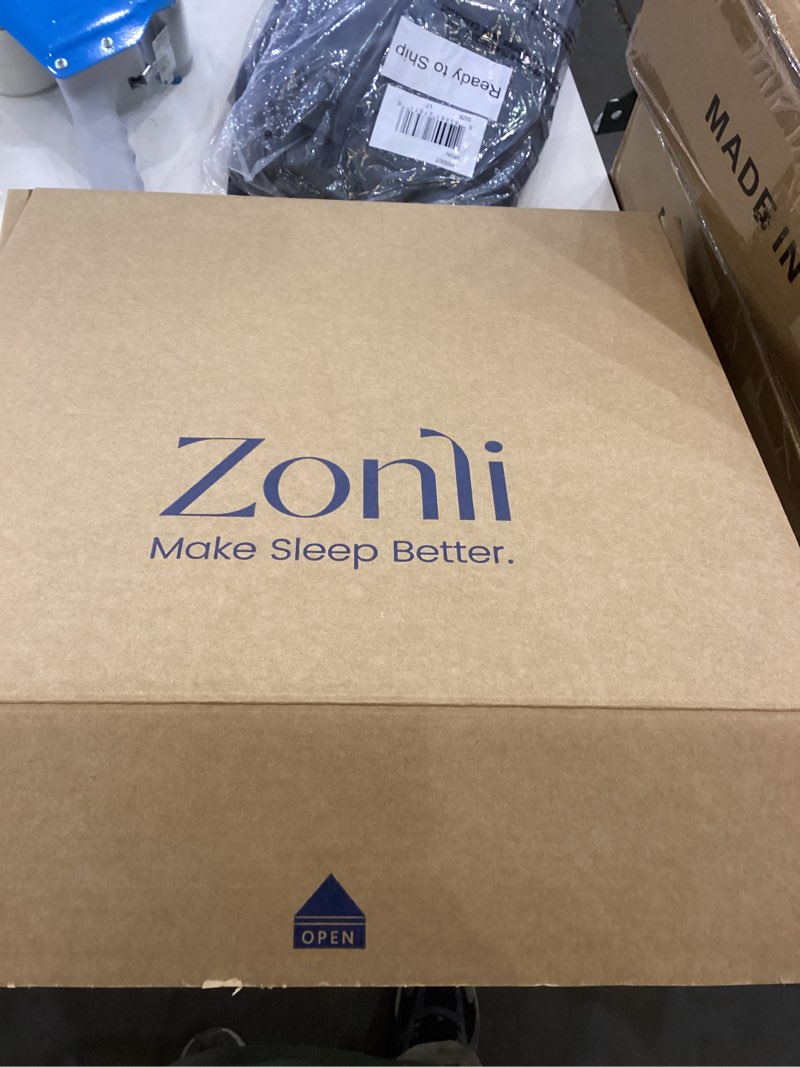 Ready to Ship
MADE IN
Zonli
Make Sleep Better.
OPEN